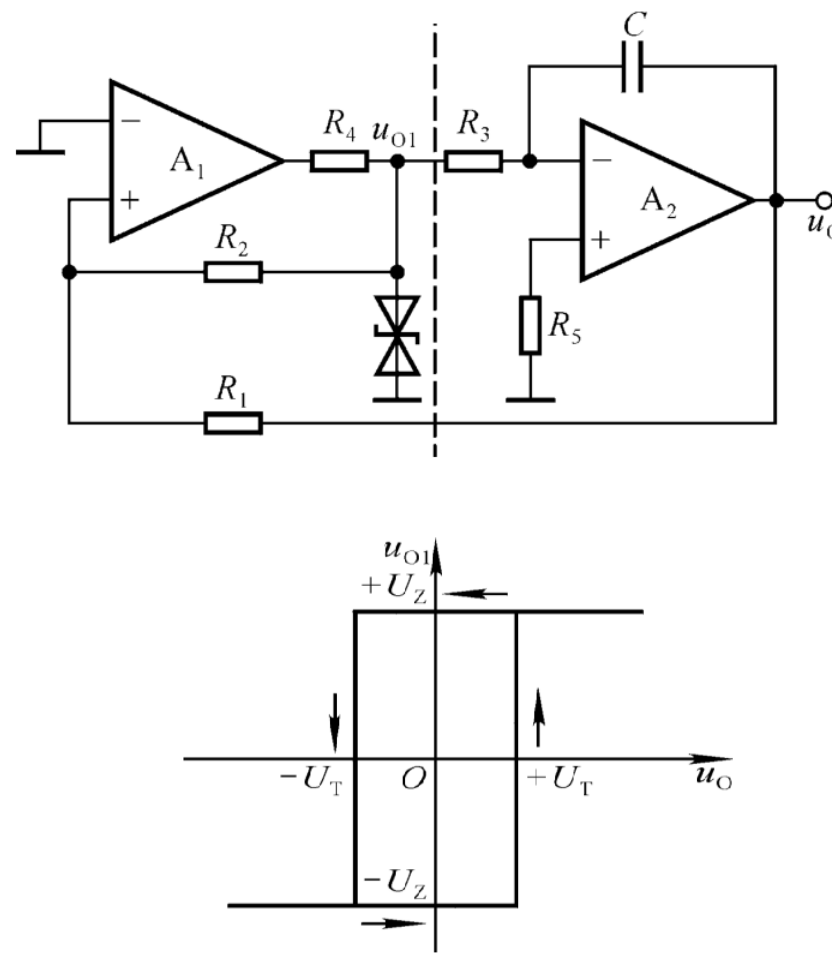 C
R4 uO1 R3
− −
A1 A2
+ +
uO
R2
R5
R1
uO1
+UZ
−UT O +UT uO
−UZ